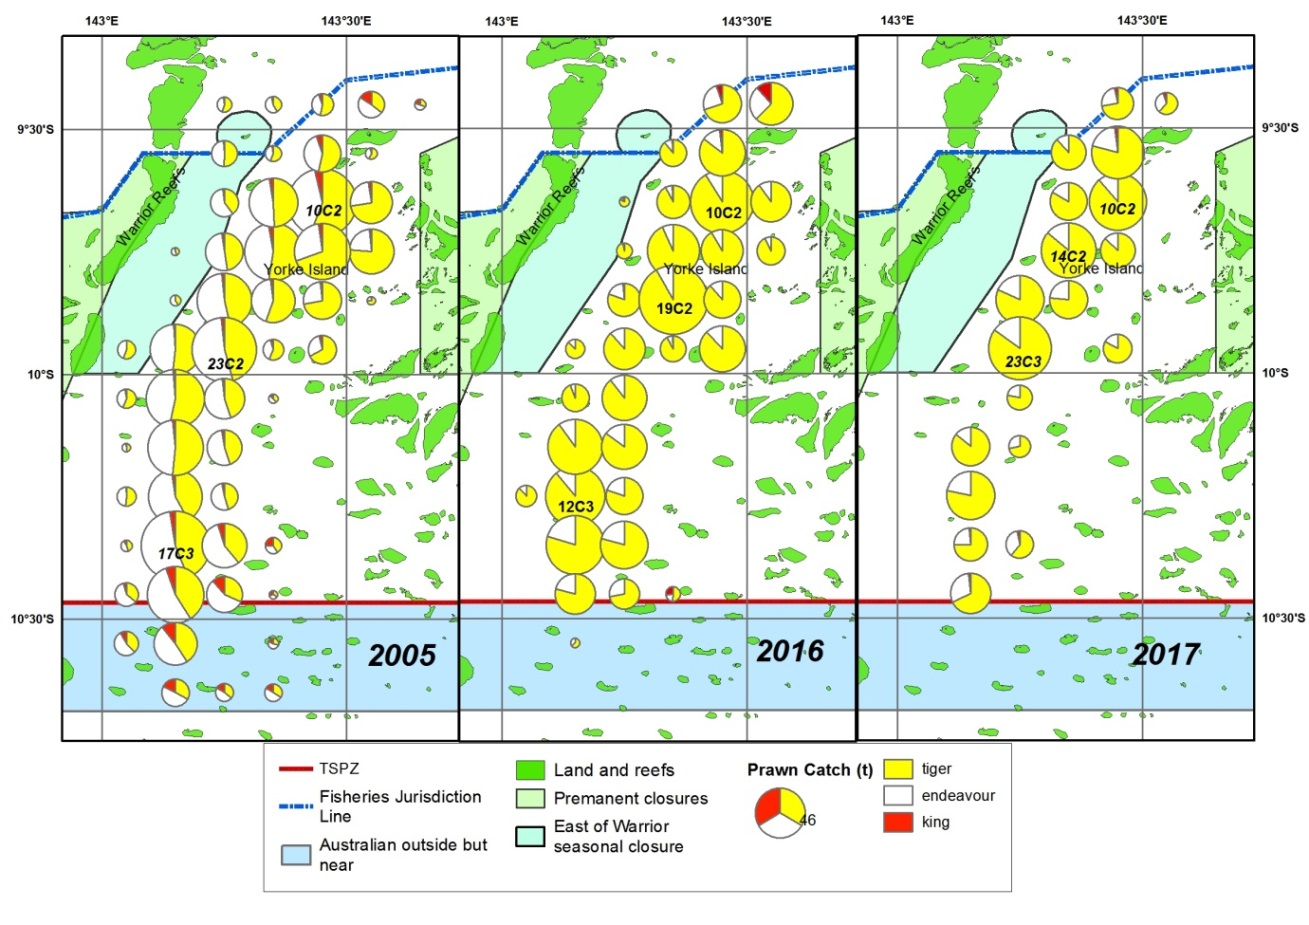 143°E
143°30'E
143°E
143°30'E
143°E
143°30'E
9°30'S
9°30'S
Warrior Reefs
Warrior Reefs
Warrior Reefs
10C2
10C2
10C2
14C2
Yorke Island
Yorke Island
Yorke Island
19C2
23C2
23C3
10°S
10°S
12C3
17C3
10°30'S
10°30'S
2005
2016
2017
TSPZ
Fisheries Jurisdiction
Line
Australian outside but
near
Land and reefs
Premanent closures
East of Warrior
seasonal closure
Prawn Catch (t)
46
tiger
endeavour
king